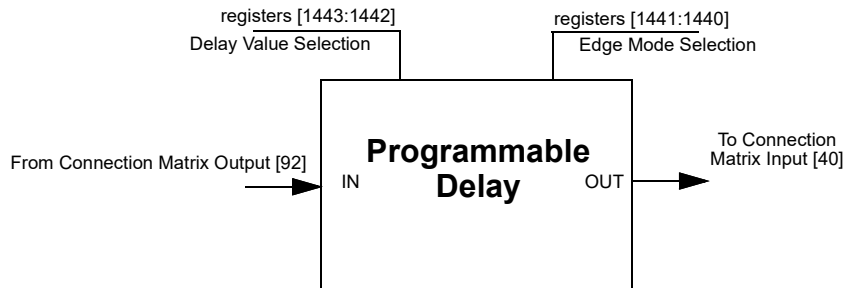 registers [1443:1442]
Delay Value Selection
registers [1441:1440]
Edge Mode Selection
From Connection Matrix Output [92]
IN
Programmable
Delay
OUT
To Connection
Matrix Input [40]